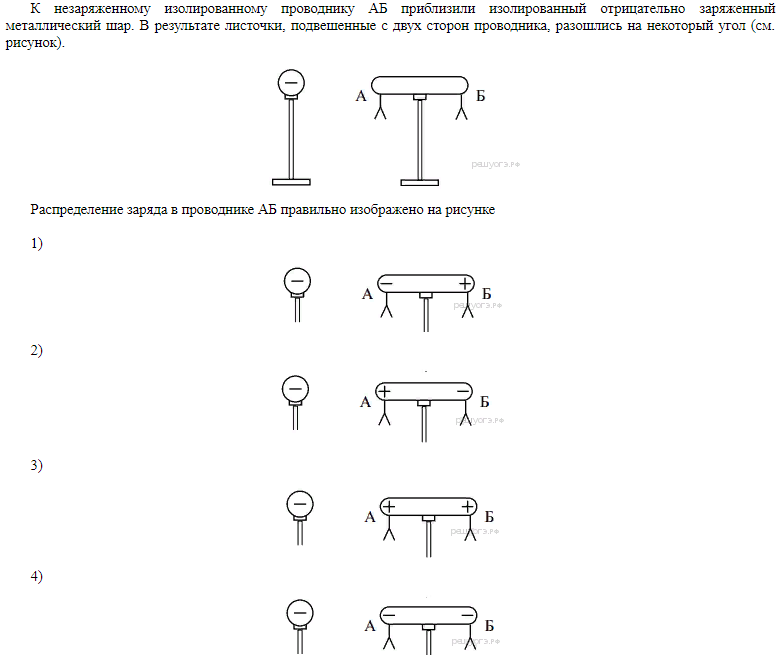 К незаряженному изолированному проводнику АБ приблизили изолированный отрицательно заряженный
металлический шар. В результате листочки, подвешенные с двух сторон проводника, разошлись на некоторый угол (см.
рисунок).
− А Б
решуогэ.рф
Распределение заряда в проводнике АБ правильно изображено на рисунке
1)
− А − + Б
решуогэ.рф
2)
− А + − Б
решуогэ.рф
3)
− А + + Б
решуогэ.рф
4)
− А − − Б
решуогэ.рф